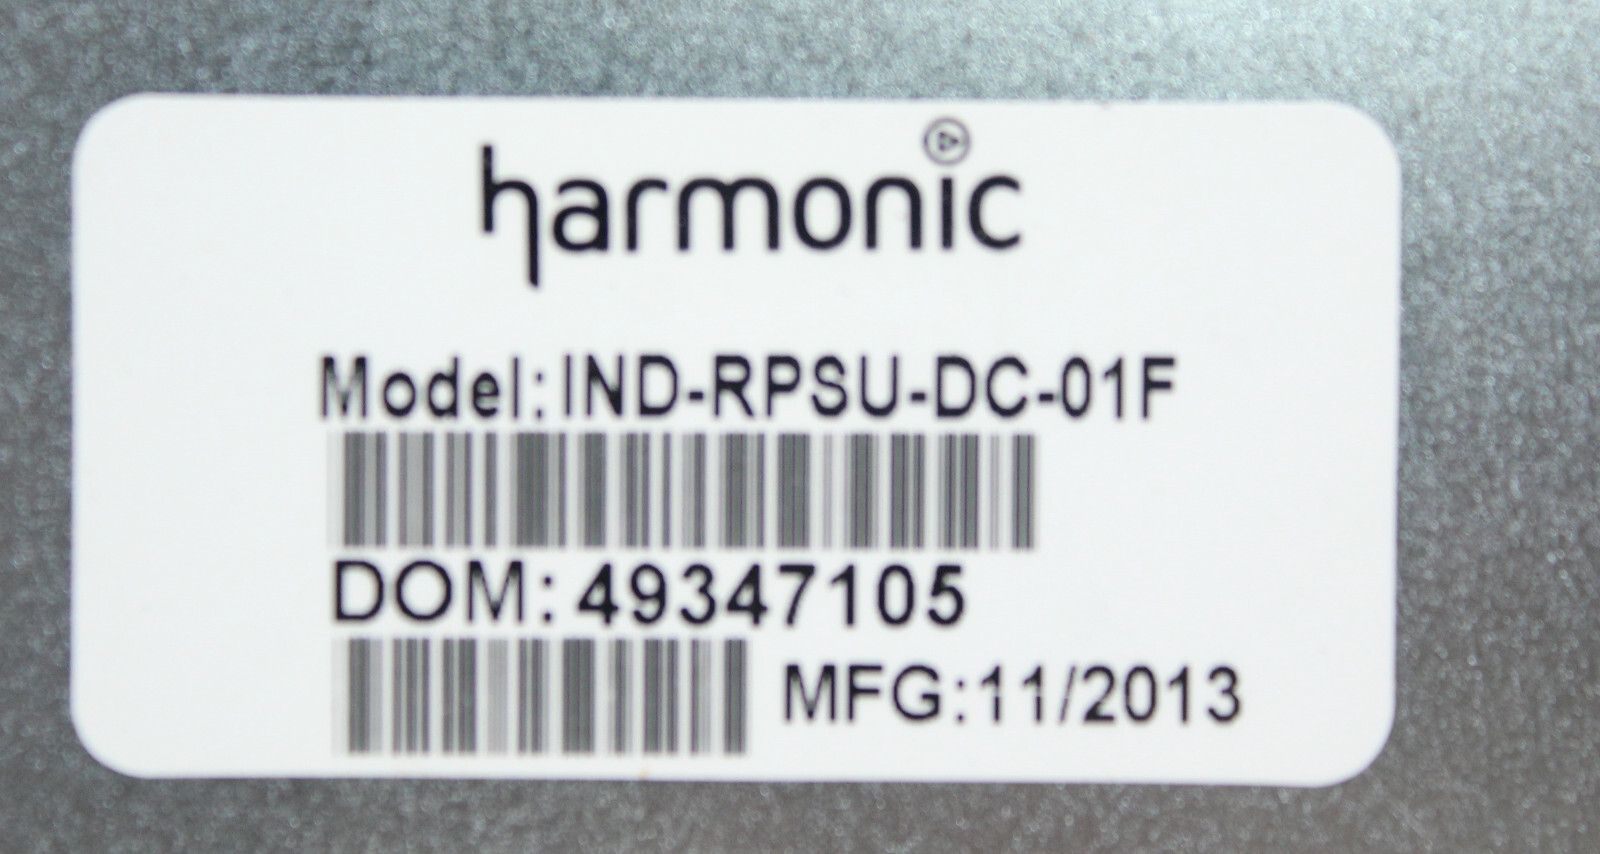 harmonic
Model: IND-RPSU-DC-01F
DOM: 49347105
MFG:11/2013